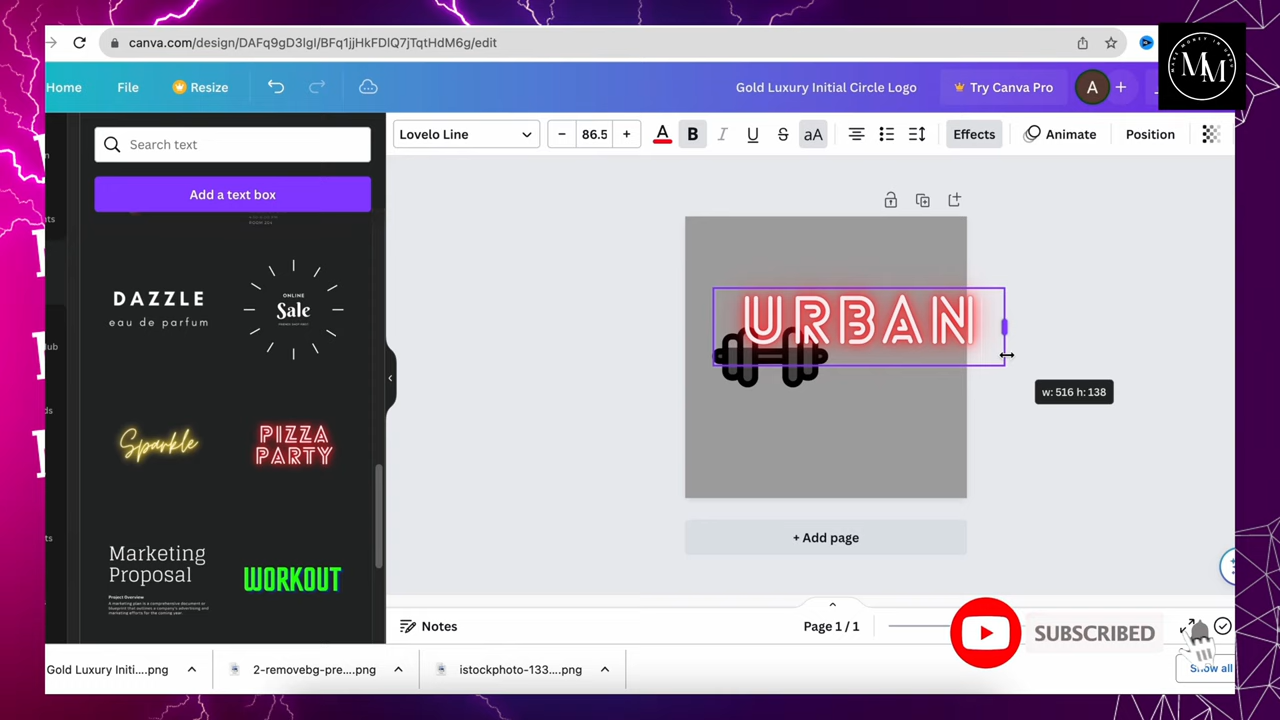 canva.com/design/DAFq9gD3lgI/BFq1jjHkFDlQ7jTqtHdM6g/edit
MM
Home File Resize Gold Luxury Initial Circle Logo Try Canva Pro A +
Search text
Lovelo Line – 86.5 + A B I U S aA Effects Animate Position
Add a text box
DAZZLE
eau de parfum
ONLINE
Sale
URBAN
w: 516 h: 138
Sparkle
PIZZA
PARTY
+ Add page
Marketing
Proposal
Project Overview
WORKOUT
Notes
Page 1 / 1
SUBSCRIBED
Gold Luxury Initi....png
2-removebg-pre....png
istockphoto-133....png
Show all